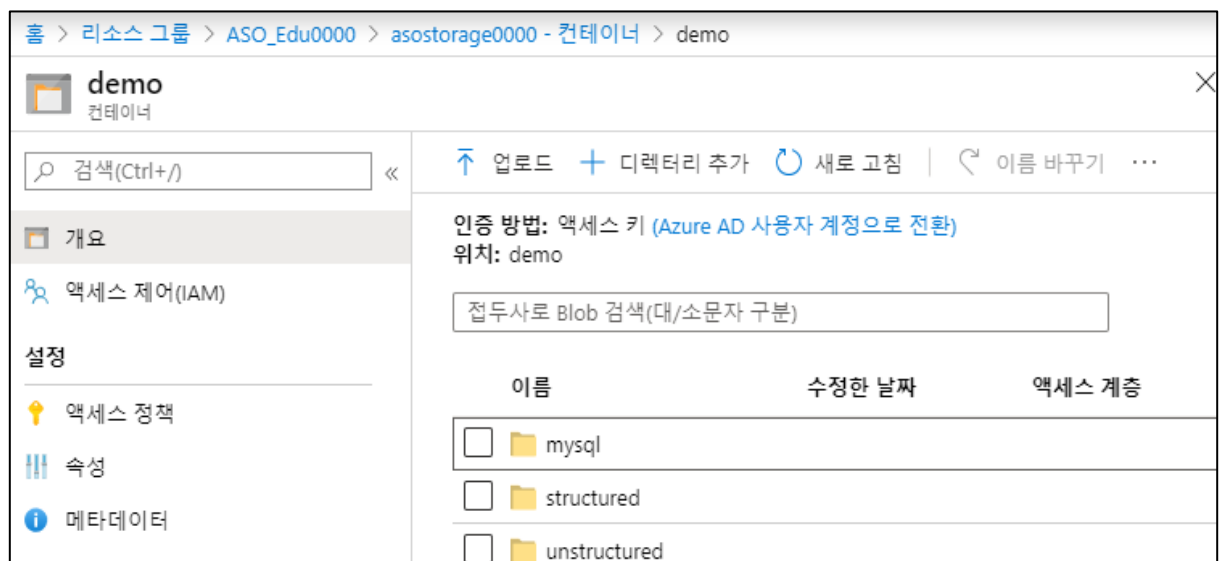 홈 > 리소스 그룹 > ASO_Edu0000 > asostorage0000 - 컨테이너 > demo
demo
컨테이너
검색(Ctrl+/)
개요
액세스 제어(IAM)
설정
액세스 정책
속성
메타데이터
업로드 디렉터리 추가 새로 고침 이름 바꾸기 ...
인증 방법: 액세스 키 (Azure AD 사용자 계정으로 전환)
위치: demo
접두사로 Blob 검색(대/소문자 구분)
이름 수정한 날짜 액세스 계층
mysql
structured
unstructured